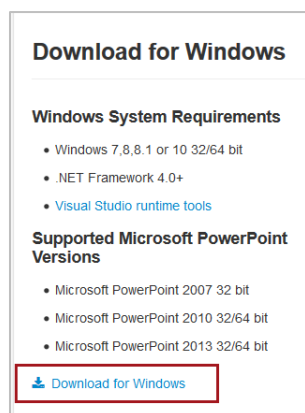 Download for Windows
Windows System Requirements
Windows 7,8,8.1 or 10 32/64 bit
.NET Framework 4.0+
Visual Studio runtime tools
Supported Microsoft PowerPoint
Versions
Microsoft PowerPoint 2007 32 bit
Microsoft PowerPoint 2010 32/64 bit
Microsoft PowerPoint 2013 32/64 bit
Download for Windows